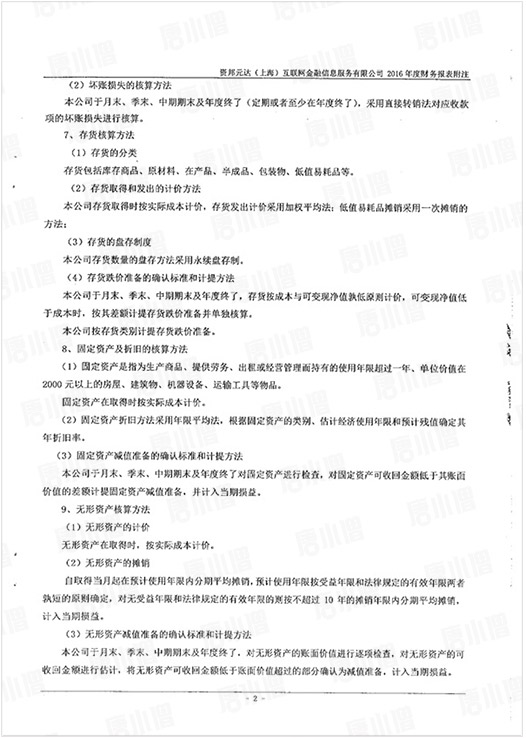 资邦元达（上海）互联网金融信息服务有限公司 2016 年度财务报表附注
（2）坏账损失的核算方法
本公司于月末、季末、中期期末及年度终了（定期或者至少在年度终了），采用直接转销法对应收款
项的坏账损失进行核算。
7、存货核算方法
（1）存货的分类
存货包括库存商品、原材料、在产品、半成品、包装物、低值易耗品等。
（2）存货取得和发出的计价方法
本公司存货取得时按实际成本计价，存货发出计价采用加权平均法；低值易耗品摊销采用一次摊销的
方法；
（3）存货的盘存制度
本公司存货数量的盘存方法采用永续盘存制。
（4）存货跌价准备的确认标准和计提方法
本公司于月末、季末、中期期末及年度终了，存货按成本与可变现净值孰低原则计价，可变现净值低
于成本时，按其差额计提存货跌价准备并单独核算。
本公司按存货类别计提存货跌价准备。
8、固定资产及折旧的核算方法
（1）固定资产是指为生产商品、提供劳务、出租或经营管理而持有的使用年限超过一年、单位价值在
2000 元以上的房屋、建筑物、机器设备、运输工具等物品。
固定资产在取得时按实际成本计价。
（2）固定资产折旧方法采用年限平均法，根据固定资产的类别、估计经济使用年限和预计残值确定其
年折旧率。
（3）固定资产减值准备的确认标准和计提方法
本公司于月末、季末、中期期末及年度终了对固定资产进行检查，对固定资产可收回金额低于其账面
价值的差额计提固定资产减值准备，并计入当期损益。
9、无形资产核算方法
（1）无形资产的计价
无形资产在取得时，按实际成本计价。
（2）无形资产的摊销
自取得当月起在预计使用年限内分期平均摊销，预计使用年限按受益年限和法律规定的有效年限两者
孰短的原则确定，对无受益年限和法律规定的有效年限的则按不超过 10 年的摊销年限内分期平均摊销，
计入当期损益。
（3）无形资产减值准备的确认标准和计提方法
本公司于月末、季末、中期期末及年度终了，对无形资产的账面价值进行逐项检查，对无形资产的可
收回金额进行估计，将无形资产可收回金额低于账面价值超过的部分确认为减值准备，计入当期损益。
- 2 -